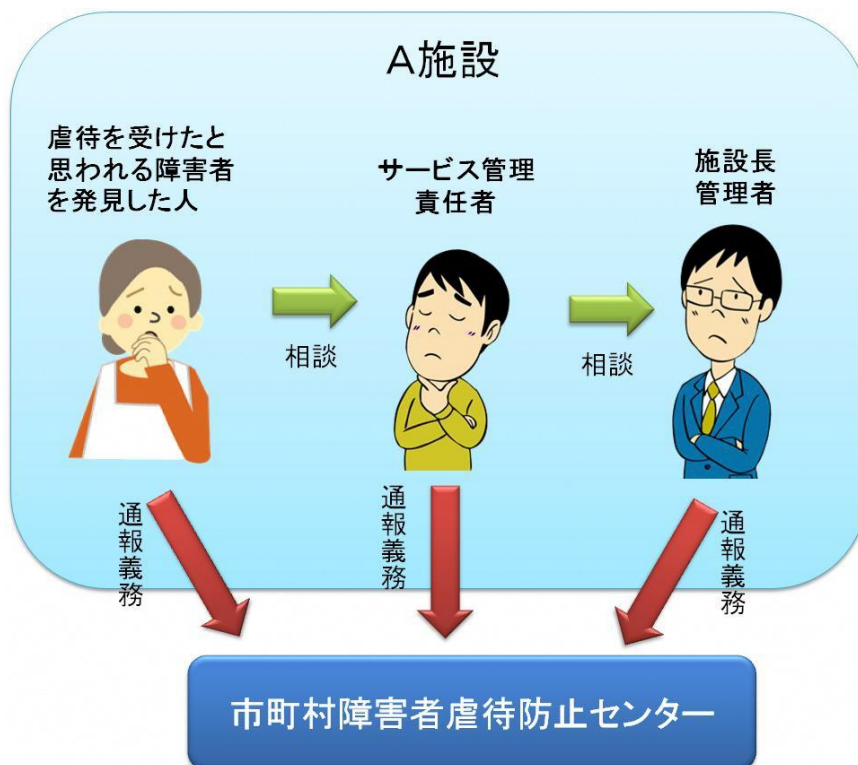 A施設
虐待を受けたと
思われる障害者
を発見した人
サービス管理
責任者
施設長
管理者
相談
相談
通報義務
通報義務
通報義務
市町村障害者虐待防止センター